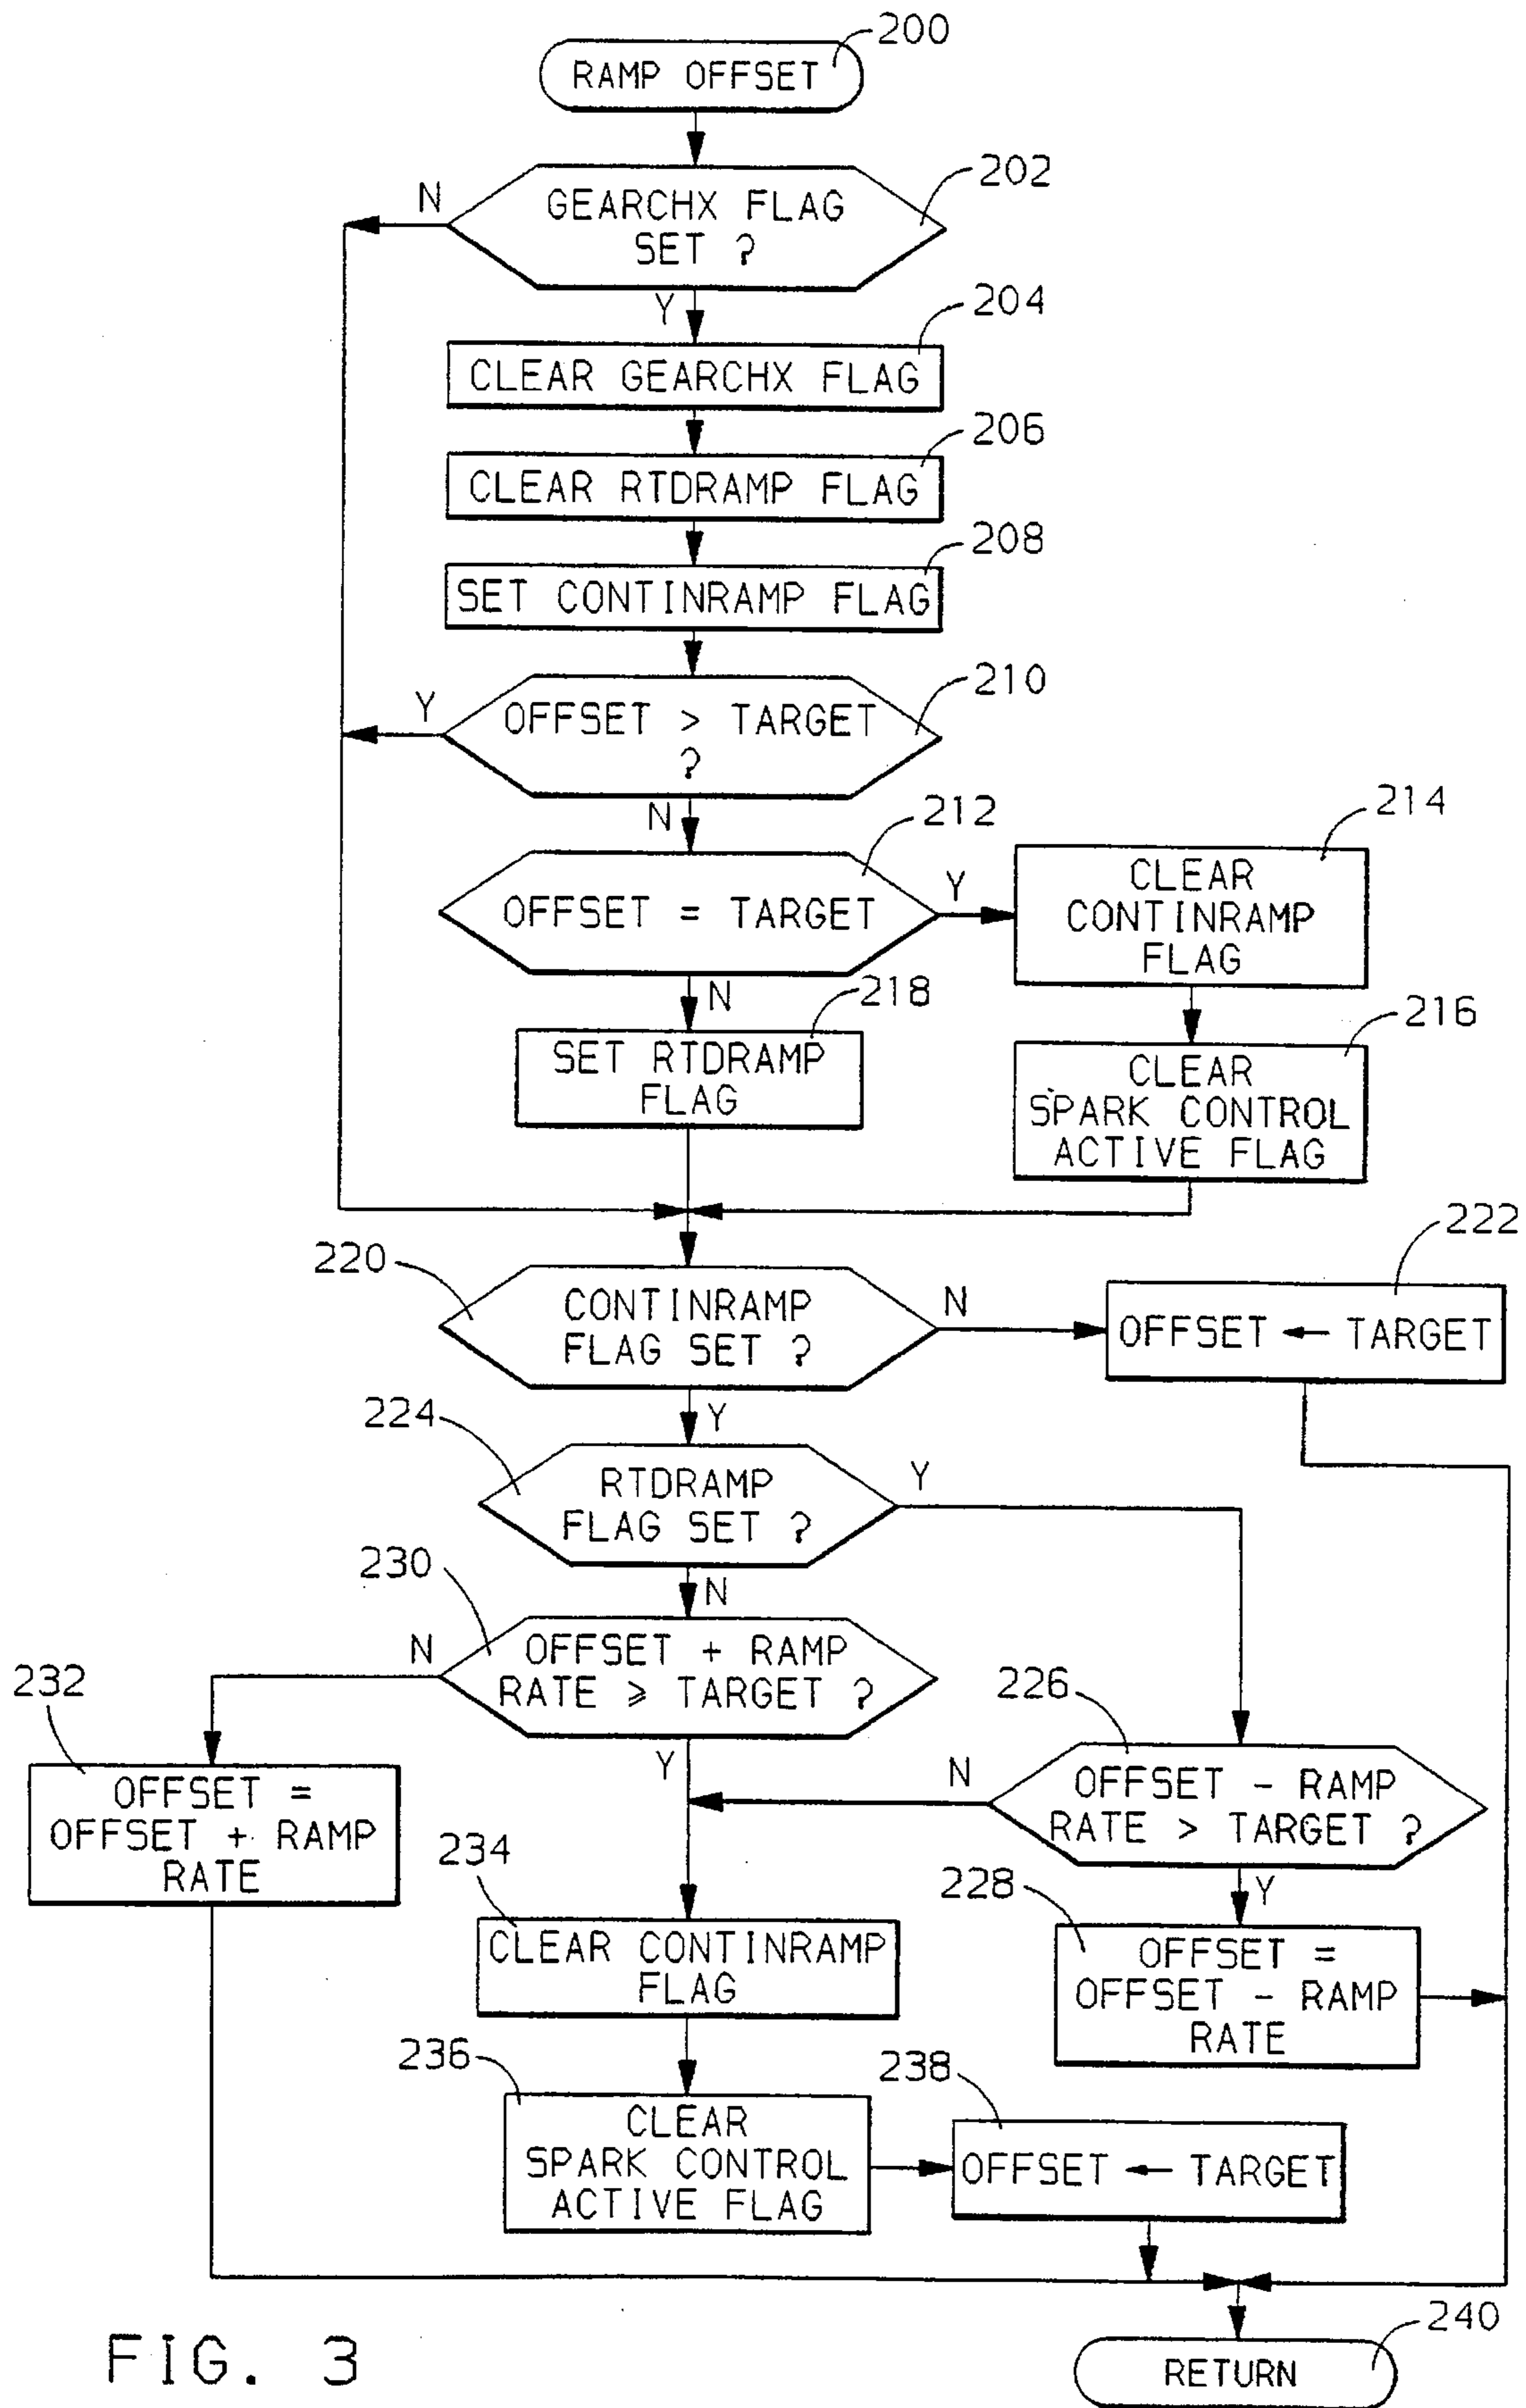 200
RAMP OFFSET
202
N
GEARCHX FLAG
SET ?
Y
204
CLEAR GEARCHX FLAG
206
CLEAR RTDRAMP FLAG
208
SET CONTINRAMP FLAG
210
Y
OFFSET > TARGET
?
N
212
214
OFFSET = TARGET
Y
CLEAR
CONTINRAMP
FLAG
N
218
216
SET RTDRAMP
FLAG
CLEAR
SPARK CONTROL
ACTIVE FLAG
220
222
CONTINRAMP
FLAG SET ?
N
OFFSET ← TARGET
Y
224
RTDRAMP
FLAG SET ?
Y
N
230
N
OFFSET + RAMP
RATE ⩾ TARGET ?
232
226
Y
OFFSET =
OFFSET + RAMP
RATE
N
OFFSET - RAMP
RATE > TARGET ?
234
228
Y
CLEAR CONTINRAMP
FLAG
OFFSET =
OFFSET - RAMP
RATE
236
238
CLEAR
SPARK CONTROL
ACTIVE FLAG
OFFSET ← TARGET
240
RETURN
FIG. 3